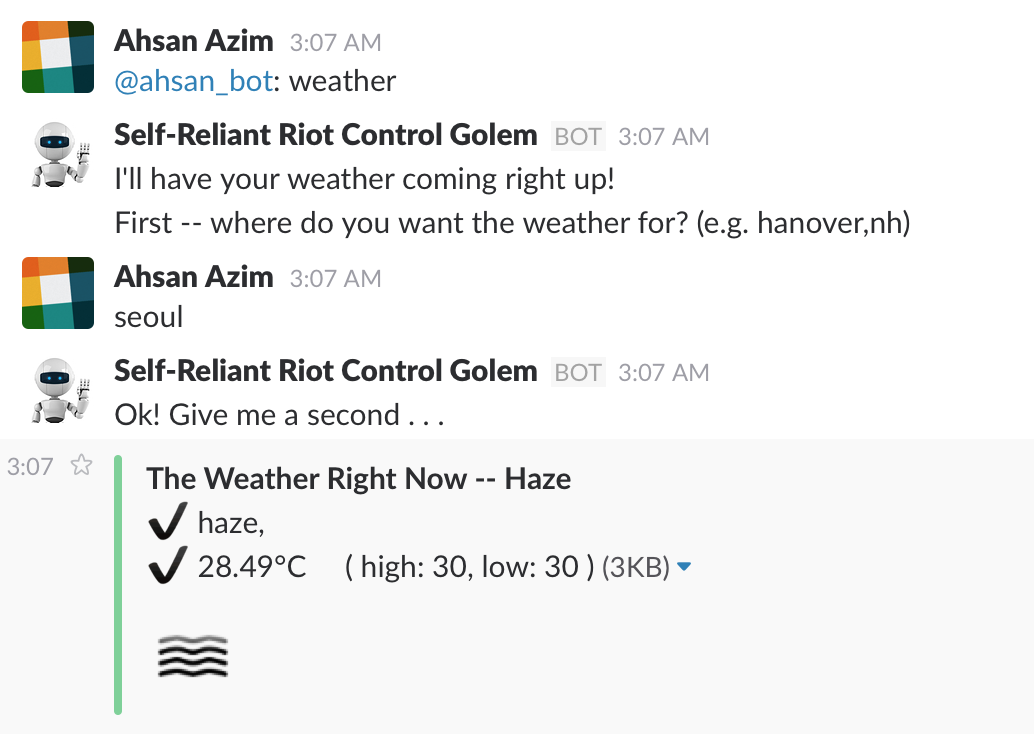 Ahsan Azim 3:07 AM
@ahsan_bot: weather
Self-Reliant Riot Control Golem BOT 3:07 AM
I'll have your weather coming right up!
First -- where do you want the weather for? (e.g. hanover,nh)
Ahsan Azim 3:07 AM
seoul
Self-Reliant Riot Control Golem BOT 3:07 AM
Ok! Give me a second . . .
3:07 The Weather Right Now -- Haze
haze,
28.49°C ( high: 30, low: 30 ) (3KB)